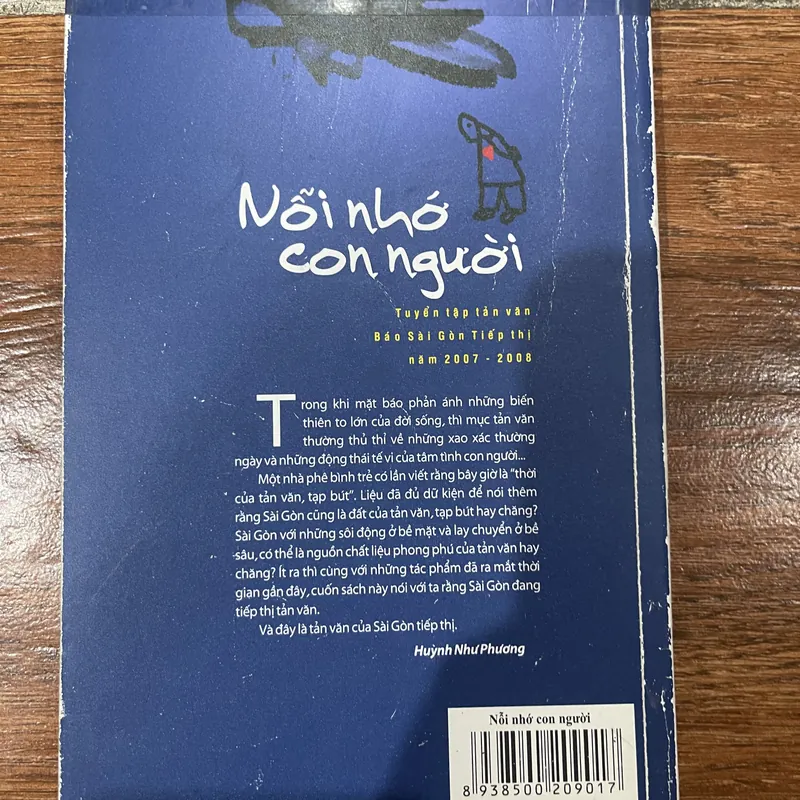 Nỗi nhớ
con người
Tuyển tập tản văn
Báo Sài Gòn Tiếp thị
năm 2007 - 2008
Trong khi mặt báo phản ánh những biến
thiên to lớn của đời sống, thì mục tản văn
thường thủ thỉ về những xao xác thường
ngày và những động thái tế vi của tâm tình con người...
Một nhà phê bình trẻ có lần viết rằng bây giờ là “thời
của tản văn, tạp bút”. Liệu đã đủ dữ kiện để nói thêm
rằng Sài Gòn cũng là đất của tản văn, tạp bút hay chăng?
Sài Gòn với những sôi động ở bề mặt và lay chuyển ở bề
sâu, có thể là nguồn chất liệu phong phú của tản văn hay
chăng? Ít ra thì cùng với những tác phẩm đã ra mắt thời
gian gần đây, cuốn sách này nói với ta rằng Sài Gòn đang
tiếp thị tản văn.
Và đây là tản văn của Sài Gòn tiếp thị.
Huỳnh Như Phương
Nỗi nhớ con người
8 938500 209017